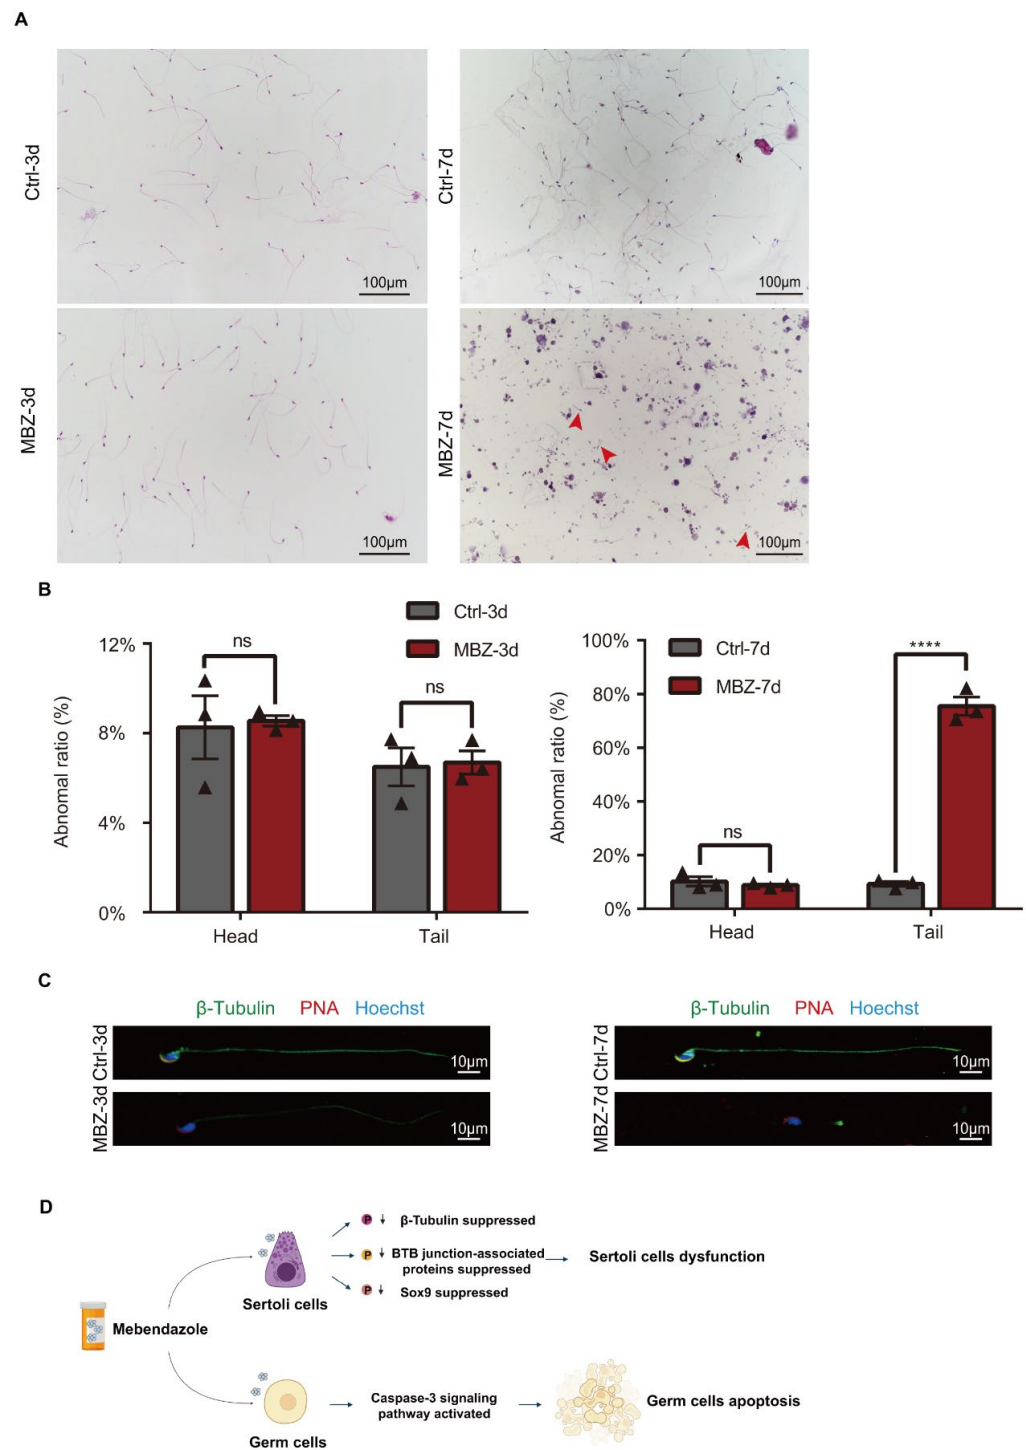 A
Ctrl-3d
100μm
Ctrl-7d
100μm
MBZ-3d
100μm
MBZ-7d
100μm
B
Ctrl-3d
MBZ-3d
12%
8%
4%
0%
Abnomal ratio (%)
ns
ns
Head
Tail
100%
80%
60%
40%
20%
0%
Abnomal ratio (%)
Ctrl-7d
MBZ-7d
ns
****
Head
Tail
C
β-Tubulin PNA Hoechst
Ctrl-3d
10μm
MBZ-3d
10μm
β-Tubulin PNA Hoechst
Ctrl-7d
10μm
MBZ-7d
10μm
D
Mebendazole
Sertoli cells
P ↓ β-Tubulin suppressed
P ↓ BTB junction-associated
proteins suppressed
P ↓ Sox9 suppressed
Sertoli cells dysfunction
Germ cells
Caspase-3 signaling
pathway activated
Germ cells apoptosis